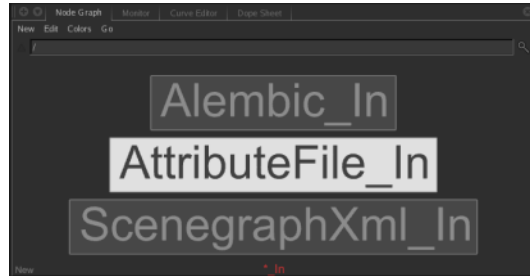 Node Graph Monitor Curve Editor Dope Sheet
New Edit Colors Go
/
Alembic_In
AttributeFile_In
ScenegraphXml_In
New *_In